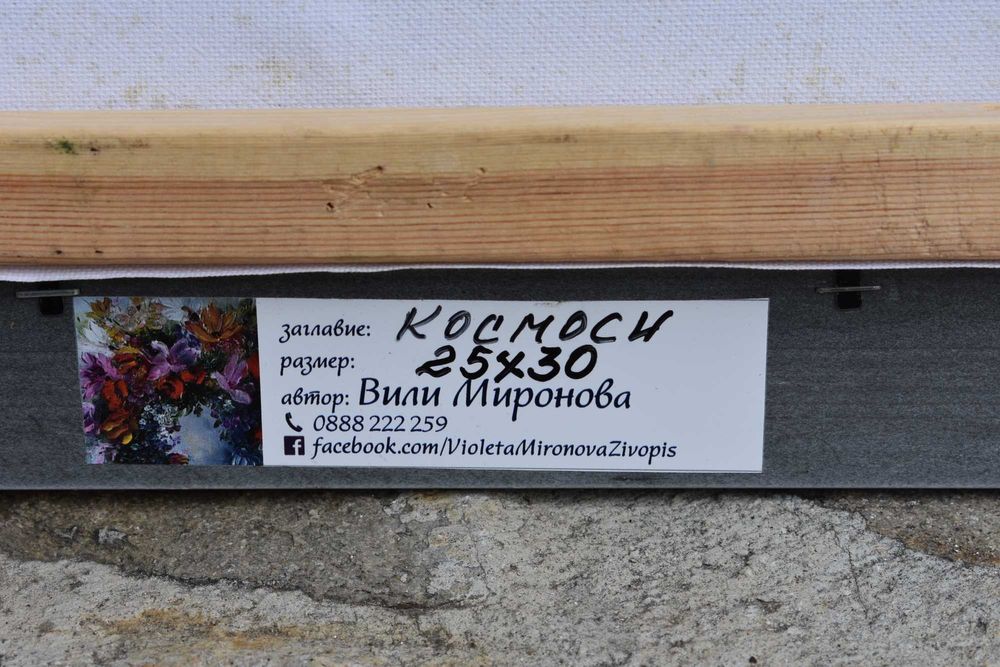 заглавие: КОСМОСИ
размер: 25x30
автор: Вили Миронова
0888 222 259
facebook.com/VioletaMironovaZivopis